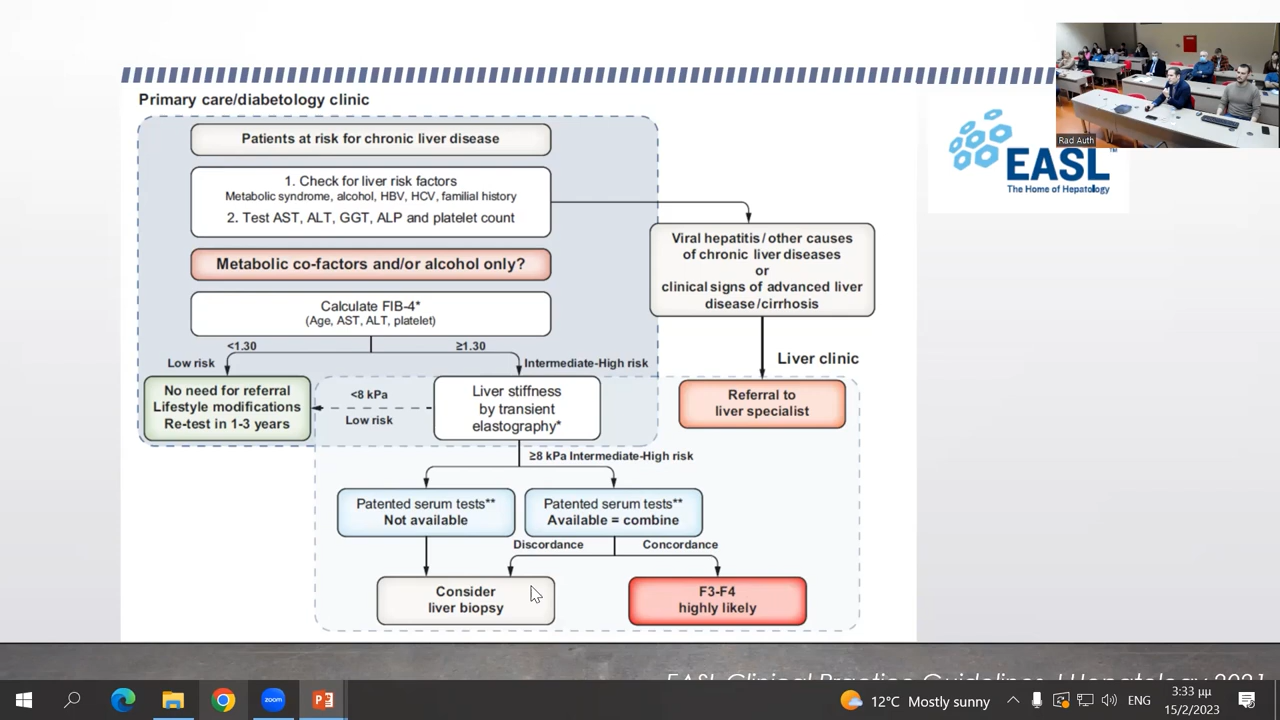 Primary care/diabetology clinic
Patients at risk for chronic liver disease
1. Check for liver risk factors
Metabolic syndrome, alcohol, HBV, HCV, familial history
2. Test AST, ALT, GGT, ALP and platelet count
Metabolic co-factors and/or alcohol only?
Calculate FIB-4*
(Age, AST, ALT, platelet)
<1.30
≥1.30
Low risk
Intermediate-High risk
No need for referral
Lifestyle modifications
Re-test in 1-3 years
<8 kPa
Low risk
Liver stiffness
by transient
elastography*
Viral hepatitis/other causes
of chronic liver diseases
or
clinical signs of advanced liver
disease/cirrhosis
Liver clinic
Referral to
liver specialist
≥8 kPa Intermediate-High risk
Patented serum tests**
Not available
Patented serum tests**
Available = combine
Discordance
Concordance
Consider
liver biopsy
F3-F4
highly likely
Rad Auth
EASL™
The Home of Hepatology
EASL Clinical Practice Guidelines J Hepatology 2021
zoom
12°C Mostly sunny
ENG
3:33 μμ
15/2/2023